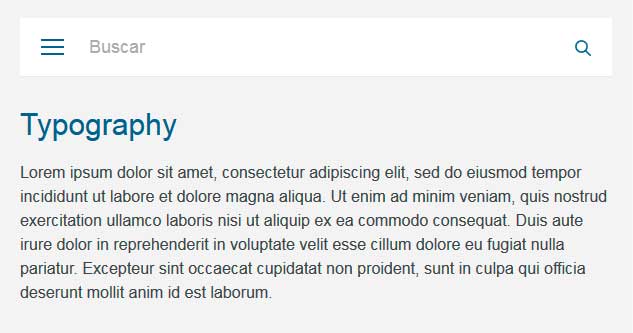 Buscar
Typography
Lorem ipsum dolor sit amet, consectetur adipiscing elit, sed do eiusmod tempor
incididunt ut labore et dolore magna aliqua. Ut enim ad minim veniam, quis nostrud
exercitation ullamco laboris nisi ut aliquip ex ea commodo consequat. Duis aute
irure dolor in reprehenderit in voluptate velit esse cillum dolore eu fugiat nulla
pariatur. Excepteur sint occaecat cupidatat non proident, sunt in culpa qui officia
deserunt mollit anim id est laborum.